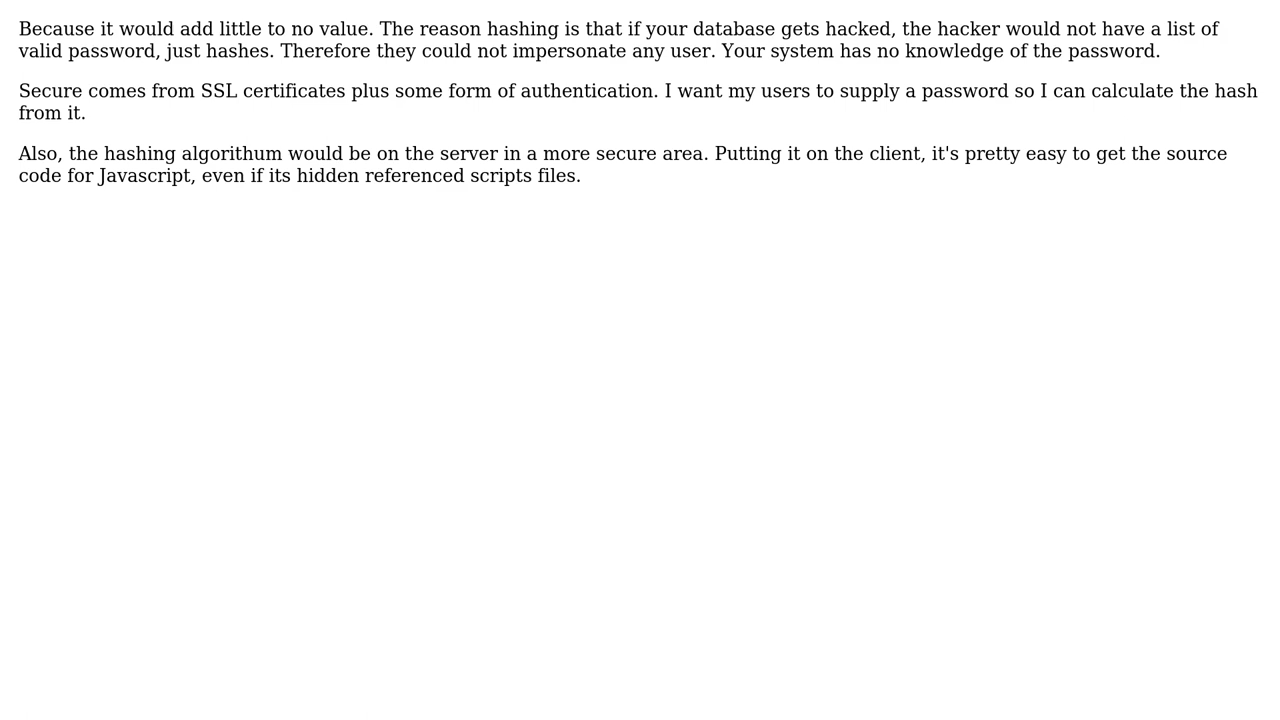 Because it would add little to no value. The reason hashing is that if your database gets hacked, the hacker would not have a list of
valid password, just hashes. Therefore they could not impersonate any user. Your system has no knowledge of the password.
Secure comes from SSL certificates plus some form of authentication. I want my users to supply a password so I can calculate the hash
from it.
Also, the hashing algorithum would be on the server in a more secure area. Putting it on the client, it's pretty easy to get the source
code for Javascript, even if its hidden referenced scripts files.